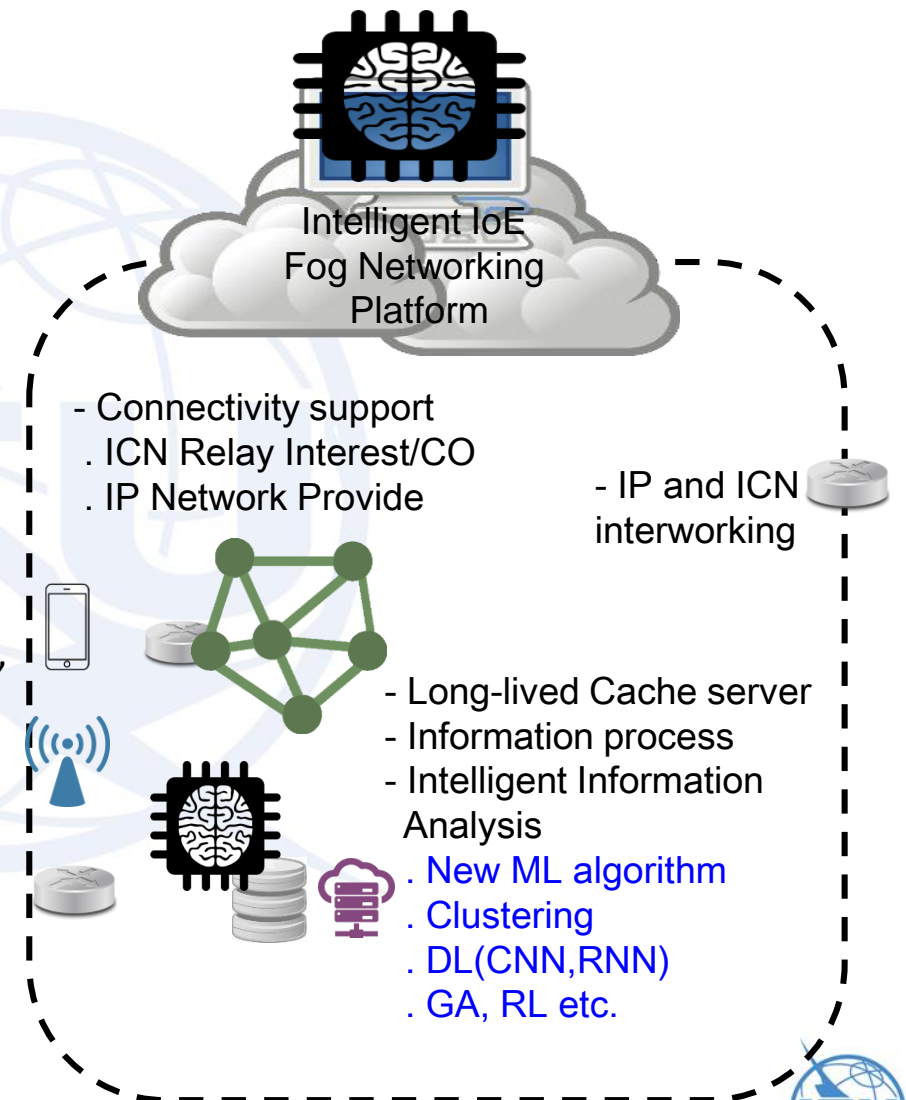 Intelligent IoE
Fog Networking
Platform
- Connectivity support
. ICN Relay Interest/CO
. IP Network Provide
- IP and ICN
interworking
- Long-lived Cache server
- Information process
- Intelligent Information
Analysis
. New ML algorithm
. Clustering
. DL(CNN,RNN)
. GA, RL etc.